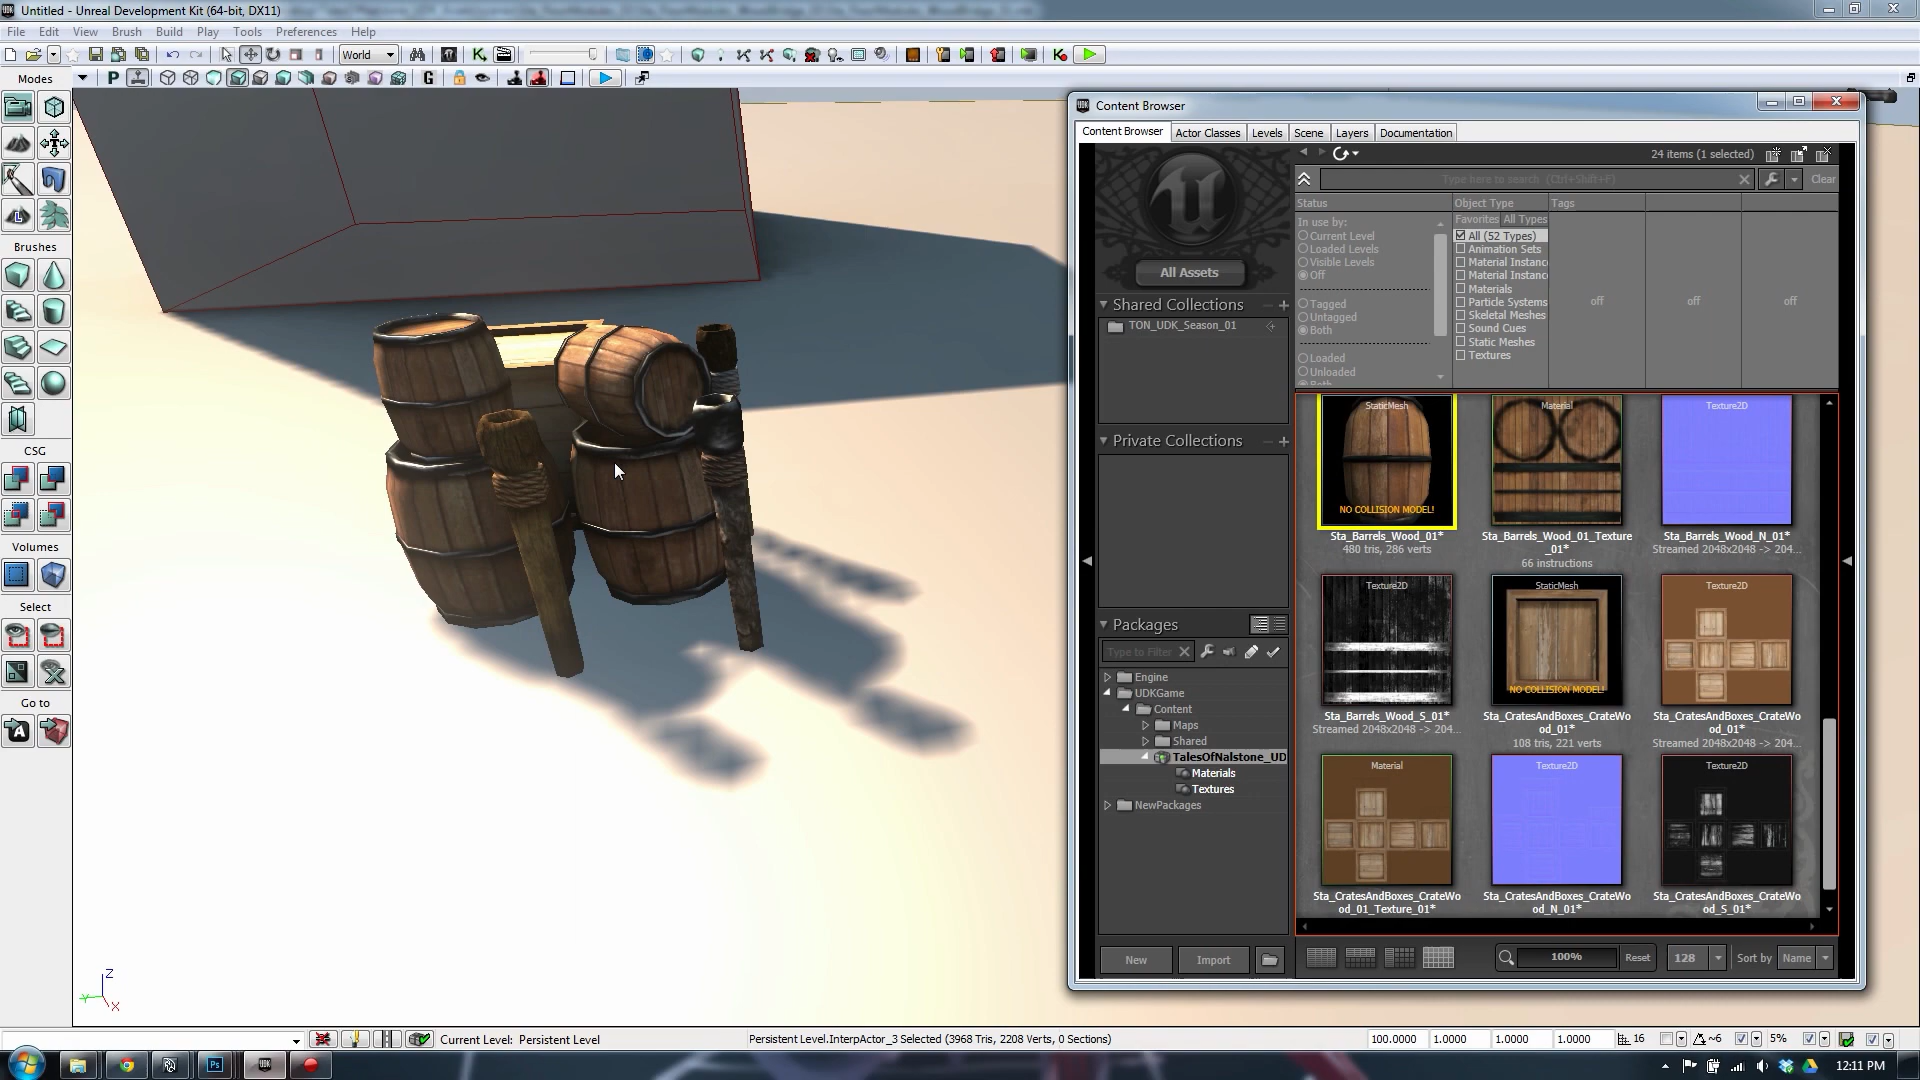 Untitled - Unreal Development Kit (64-bit, DX11)
File Edit View Brush Build Play Tools Preferences Help
World
Modes
P
G
Brushes
CSG
Volumes
Select
Go to
Content Browser
Content Browser Actor Classes Levels Scene Layers Documentation
24 items (1 selected)
Type here to search (Ctrl+Shift+F)
Clear
All Assets
Shared Collections
TON_UDK_Season_01
Private Collections
Packages
Type to Filter
Engine
UDKGame
Content
Maps
Shared
TalesOfNalstone_UD
Materials
Textures
NewPackages
New Import
Status
In use by:
Current Level
Loaded Levels
Visible Levels
Off
Tagged
Untagged
Both
Loaded
Unloaded
Both
Object Type
Favorites All Types
All (52 Types)
Animation Sets
Material Instanc
Material Instanc
Materials
Particle Systems
Skeletal Meshes
Sound Cues
Static Meshes
Textures
Tags
off off off
StaticMesh
NO COLLISION MODEL!
Sta_Barrels_Wood_01*
480 tris, 286 verts
Material
Sta_Barrels_Wood_01_Texture
_01*
66 instructions
Texture2D
Sta_Barrels_Wood_N_01*
Streamed 2048x2048 -> 204...
Texture2D
Sta_Barrels_Wood_S_01*
Streamed 2048x2048 -> 204...
StaticMesh
NO COLLISION MODEL!
Sta_CratesAndBoxes_CrateWo
od_01*
108 tris, 221 verts
Texture2D
Sta_CratesAndBoxes_CrateWo
od_01*
Streamed 2048x2048 -> 204...
Material
Sta_CratesAndBoxes_CrateWo
od_01_Texture_01*
Texture2D
Sta_CratesAndBoxes_CrateWo
od_N_01*
Texture2D
Sta_CratesAndBoxes_CrateWo
od_S_01*
100% Reset 128 Sort by Name
Z
Y
X
Current Level: Persistent Level
Persistent Level.InterpActor_3 Selected (3968 Tris, 2208 Verts, 0 Sections)
100.0000 1.0000 1.0000 1.0000 16 ~6 5%
Ps
12:11 PM